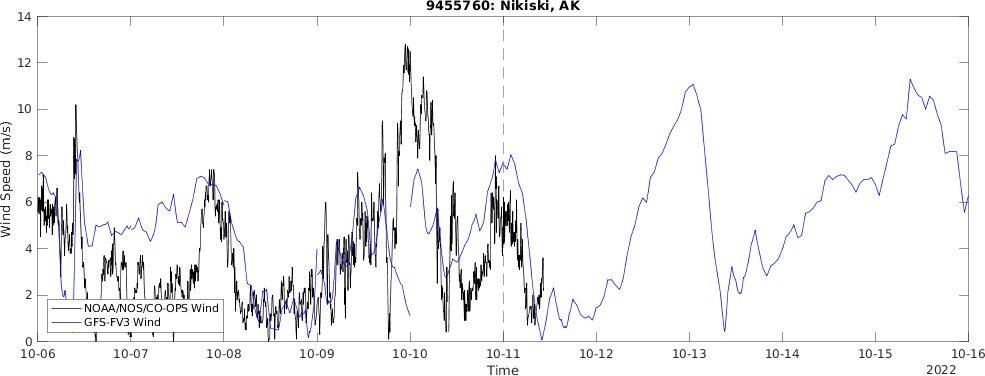 9455760: Nikiski, AK
Wind Speed (m/s)
14
12
10
8
6
4
2
0
NOAA/NOS/CO-OPS Wind
GFS-FV3 Wind
10-06 10-07 10-08 10-09 10-10 10-11 10-12 10-13 10-14 10-15 10-16
Time
2022